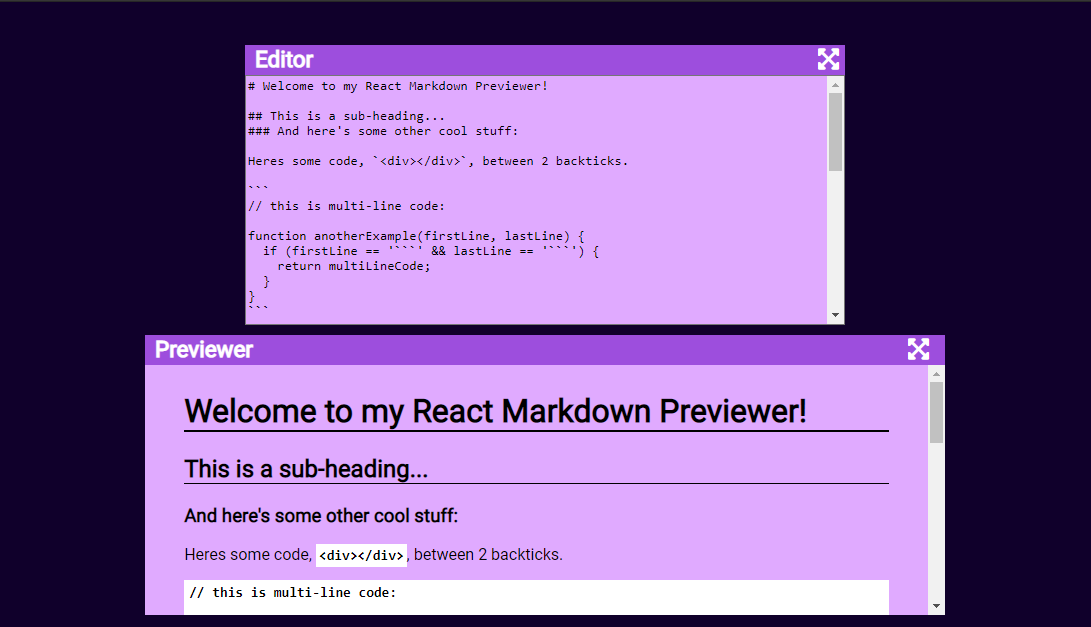 Editor
# Welcome to my React Markdown Previewer!
## This is a sub-heading...
### And here's some other cool stuff:
Heres some code, `<div></div>`, between 2 backticks.
```
// this is multi-line code:
function anotherExample(firstLine, lastLine) {
  if (firstLine == '```' && lastLine == '```') {
    return multiLineCode;
  }
}
```
Previewer
Welcome to my React Markdown Previewer!
This is a sub-heading...
And here's some other cool stuff:
Heres some code, <div></div>, between 2 backticks.
// this is multi-line code: